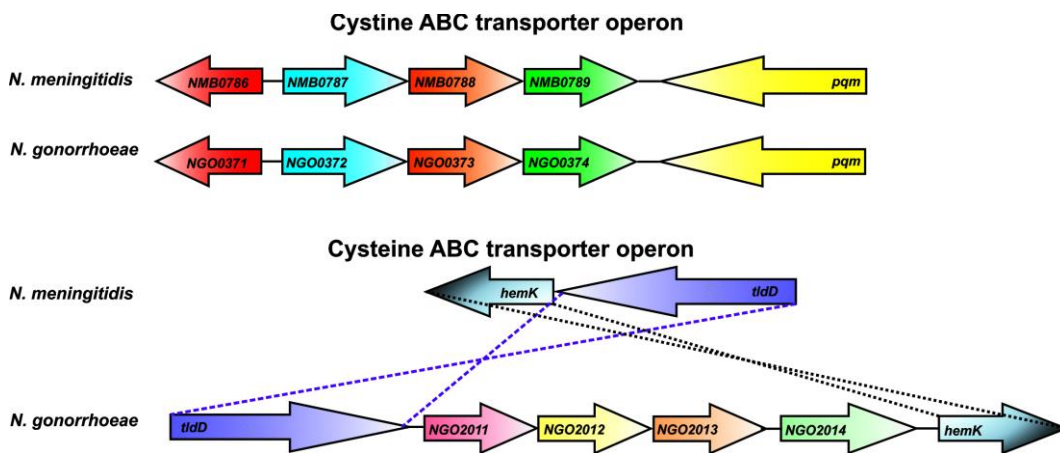 Cystine ABC transporter operon
N. meningitidis NMB0786 NMB0787 NMB0788 NMB0789 pqm
N. gonorrhoeae NGO0371 NGO0372 NGO0373 NGO0374 pqm
Cysteine ABC transporter operon
N. meningitidis hemK tldD
N. gonorrhoeae tldD NGO2011 NGO2012 NGO2013 NGO2014 hemK